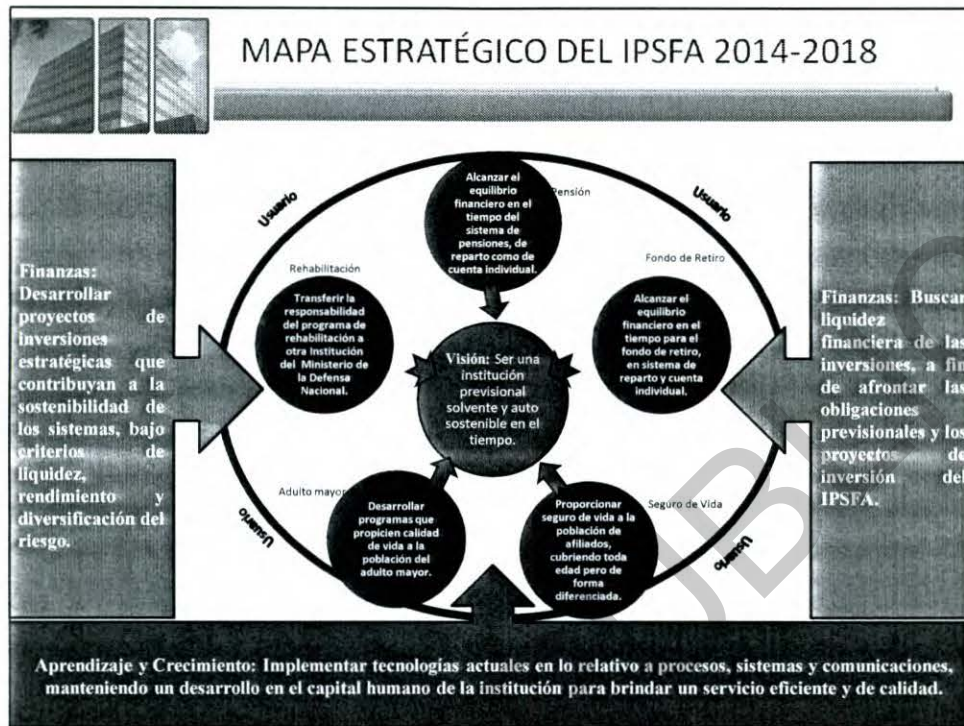 MAPA ESTRATÉGICO DEL IPSFA 2014-2018
Usuario
Usuario
Alcanzar el
equilibrio
financiero en el
tiempo del
sistema de
pensiones, de
reparto como de
cuenta individual.
Pensión
Finanzas:
Desarrollar
proyectos de
inversiones
estratégicas que
contribuyan a la
sostenibilidad de
los sistemas, bajo
criterios de
liquidez,
rendimiento y
diversificación del
riesgo.
Rehabilitación
Transferir la
responsabilidad
del programa de
rehabilitación a
otra Institución
del Ministerio de
la Defensa
Nacional.
Visión: Ser una
institución
previsional
solvente y auto
sostenible en el
tiempo.
Fondo de Retiro
Alcanzar el
equilibrio
financiero en el
tiempo para el
fondo de retiro,
en sistema de
reparto y cuenta
individual.
Finanzas: Buscar
liquidez
financiera de las
inversiones, a fin
de afrontar las
obligaciones
previsionales y los
proyectos de
inversión del
IPSFA.
Adulto mayor
Desarrollar
programas que
propicien calidad
de vida a la
población del
adulto mayor.
Proporcionar
seguro de vida a la
población de
afiliados,
cubriendo toda
edad pero de
forma
diferenciada.
Seguro de Vida
Usuario
Usuario
Aprendizaje y Crecimiento: Implementar tecnologías actuales en lo relativo a procesos, sistemas y comunicaciones,
manteniendo un desarrollo en el capital humano de la institución para brindar un servicio eficiente y de calidad.